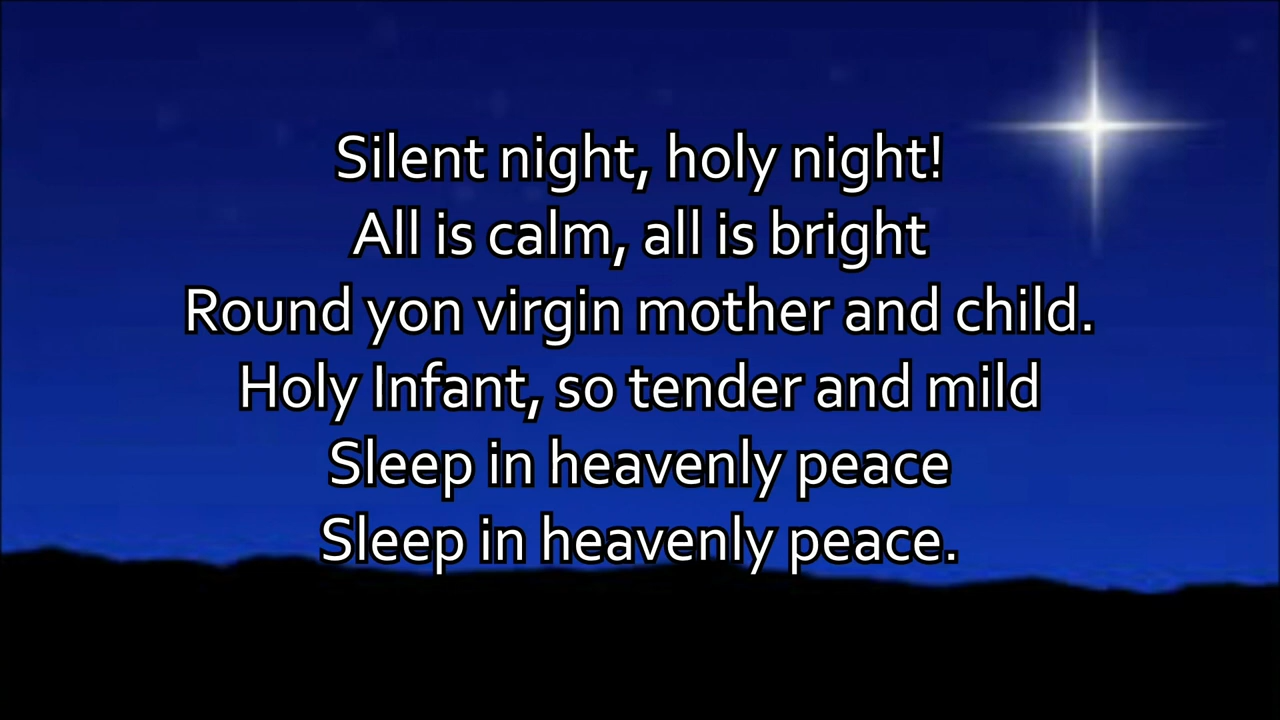 Silent night, holy night!
All is calm, all is bright
Round yon virgin mother and child.
Holy Infant, so tender and mild
Sleep in heavenly peace
Sleep in heavenly peace.